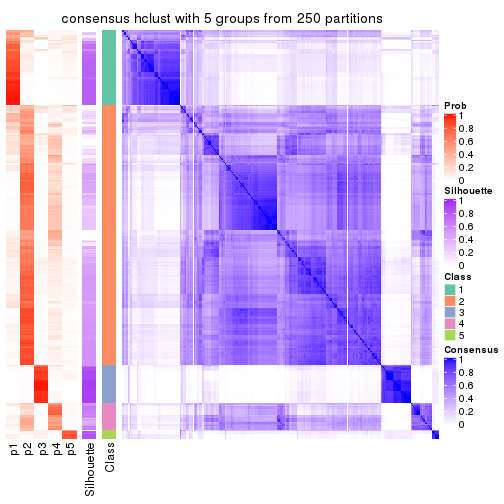 consensus hclust with 5 groups from 250 partitions
Prob
1
0.8
0.6
0.4
0.2
0
Silhouette
1
0.8
0.6
0.4
0.2
0
Class
1
2
3
4
5
Consensus
1
0.8
0.6
0.4
0.2
0
p1
p2
p3
p4
p5
Silhouette
Class